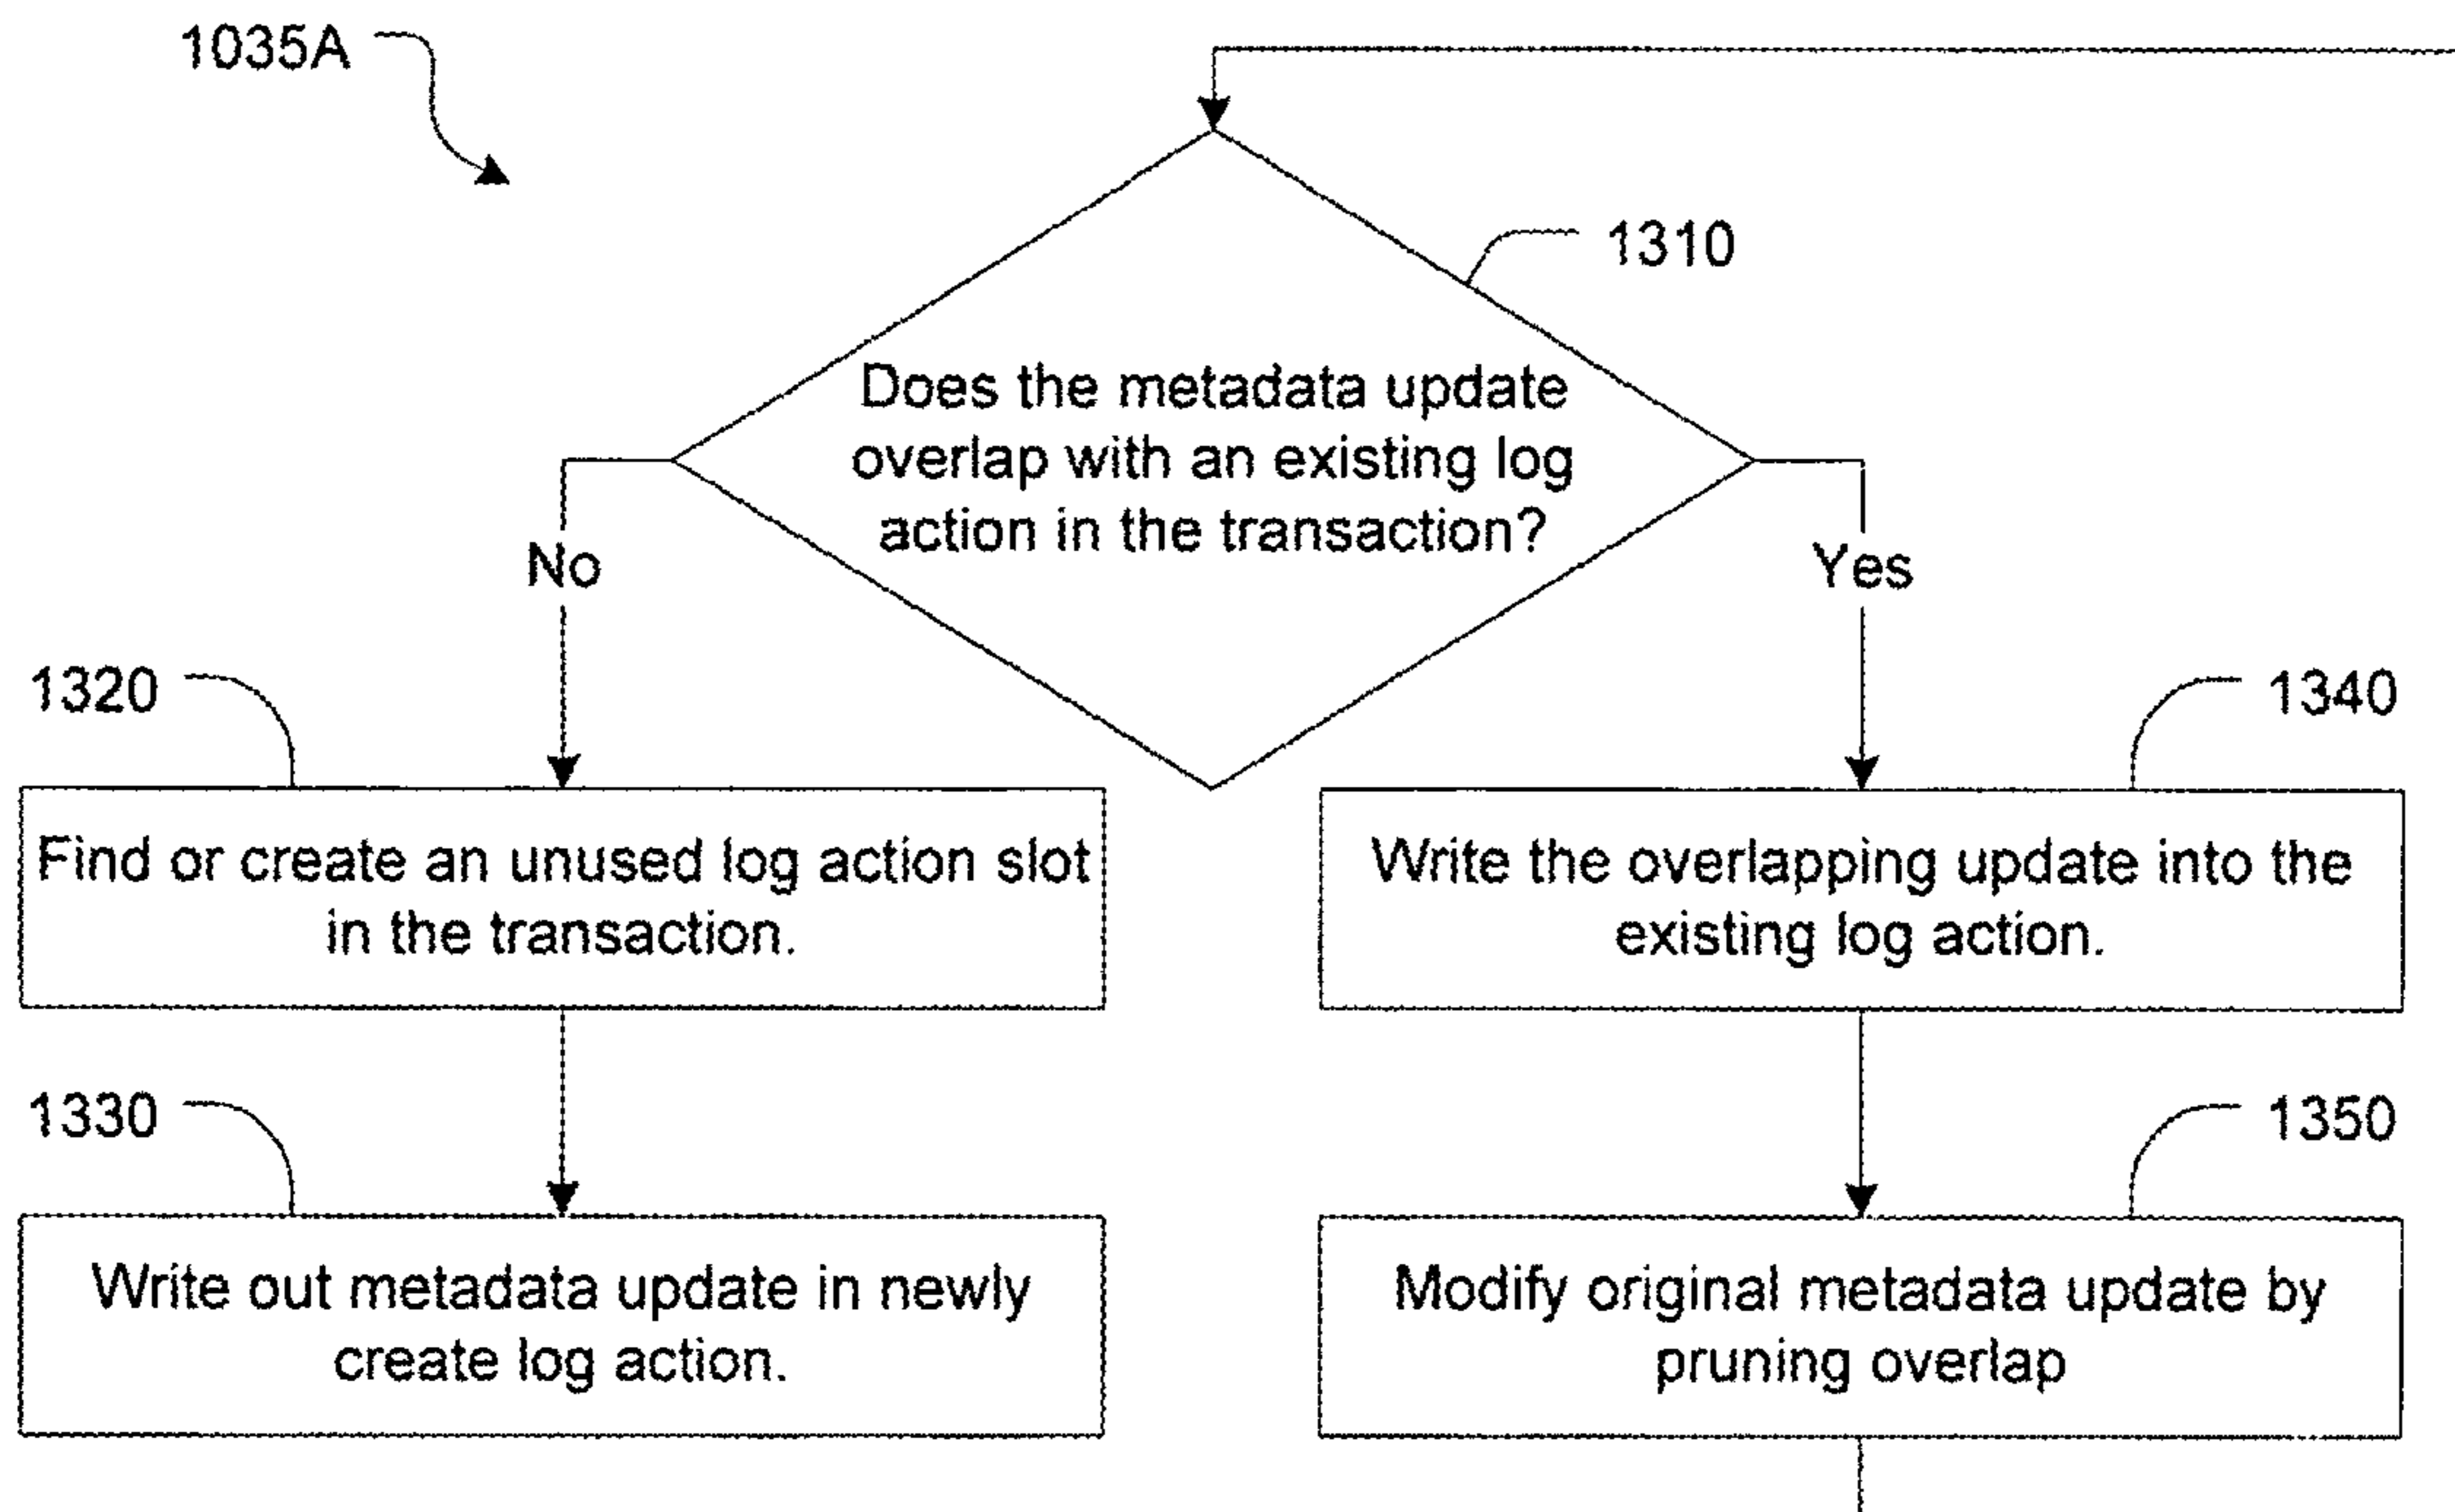 1035A
1310
Does the metadata update
overlap with an existing log
action in the transaction?
No
Yes
1320
1340
Find or create an unused log action slot
in the transaction.
Write the overlapping update into the
existing log action.
1330
1350
Write out metadata update in newly
create log action.
Modify original metadata update by
pruning overlap